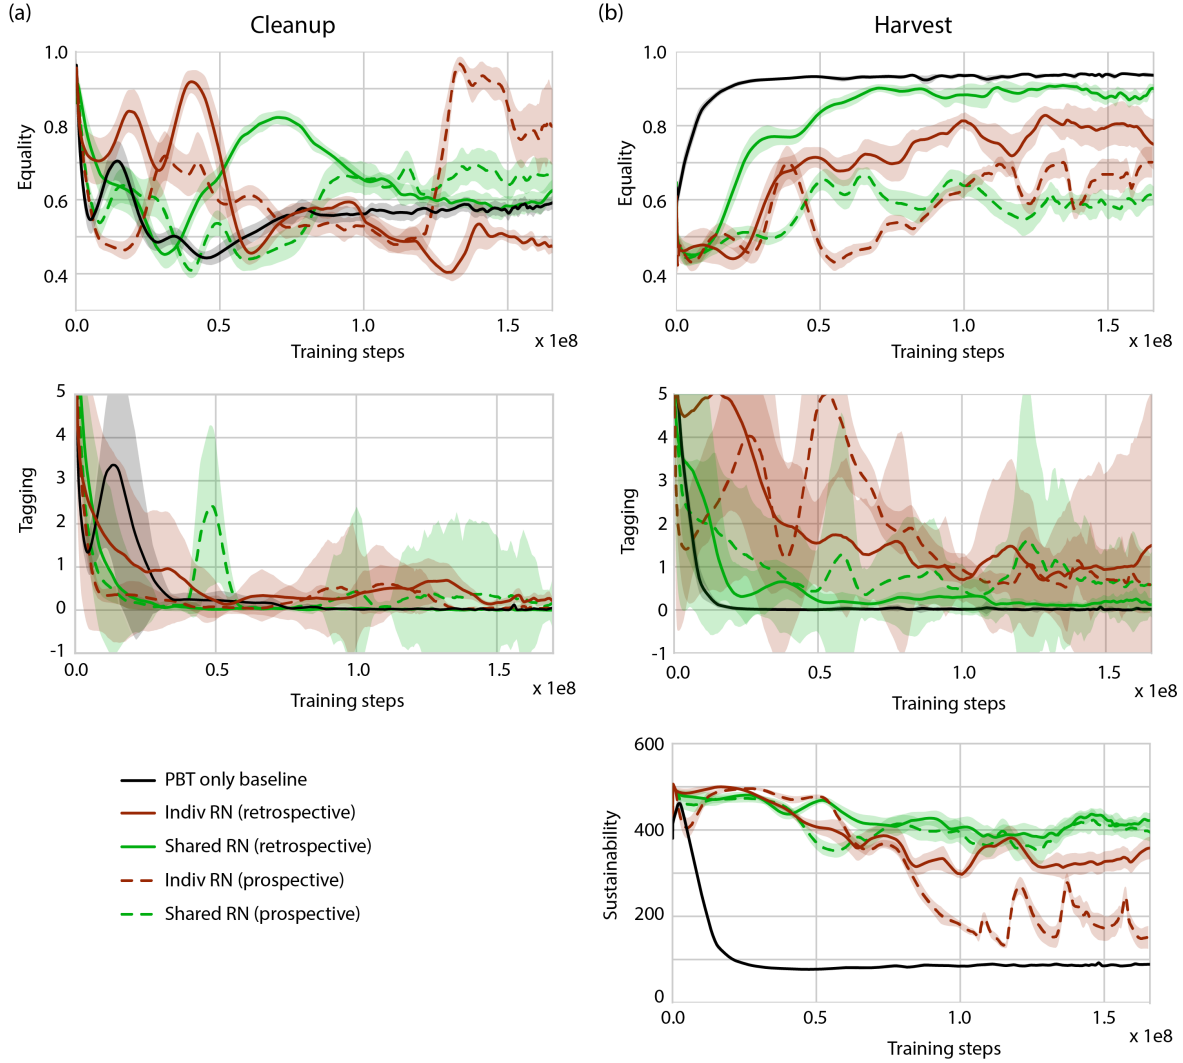 (a)
Cleanup
1.0
0.8
0.6
0.4
Equality
0.0
0.5
1.0
1.5
x 1e8
Training steps
(b)
Harvest
1.0
0.8
0.6
0.4
Equality
0.0
0.5
1.0
1.5
x 1e8
Training steps
5
4
3
2
1
0
-1
Tagging
0.0
0.5
1.0
1.5
x 1e8
Training steps
5
4
3
2
1
0
-1
Tagging
0.0
0.5
1.0
1.5
x 1e8
Training steps
PBT only baseline
Indiv RN (retrospective)
Shared RN (retrospective)
Indiv RN (prospective)
Shared RN (prospective)
600
400
200
0
Sustainability
0.0
0.5
1.0
1.5
x 1e8
Training steps